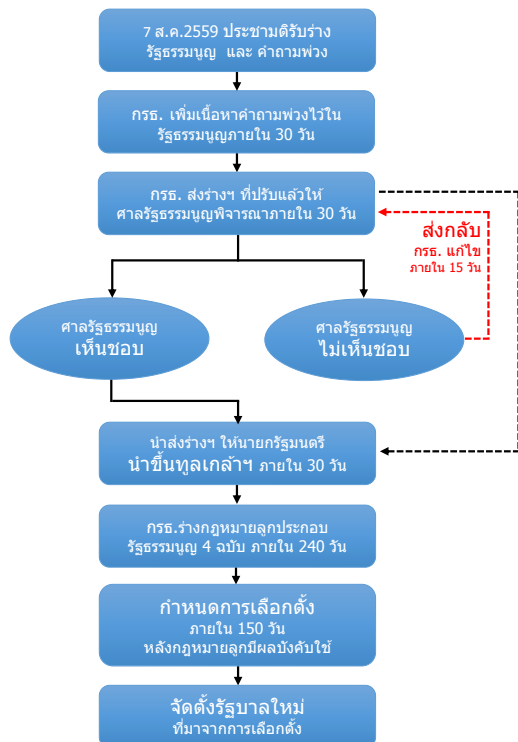 7 ส.ค.2559 ประชามติรับร่าง
รัฐธรรมนูญ และ คำถามพ่วง
กรธ. เพิ่มเนื้อหาคำถามพ่วงไว้ใน
รัฐธรรมนูญภายใน 30 วัน
กรธ. ส่งร่างฯ ที่ปรับแล้วให้
ศาลรัฐธรรมนูญพิจารณาภายใน 30 วัน
ส่งกลับ
กรธ. แก้ไข
ภายใน 15 วัน
ศาลรัฐธรรมนูญ
เห็นชอบ
ศาลรัฐธรรมนูญ
ไม่เห็นชอบ
นำส่งร่างฯ ให้นายกรัฐมนตรี
นำขึ้นทูลเกล้าฯ ภายใน 30 วัน
กรธ.ร่างกฎหมายลูกประกอบ
รัฐธรรมนูญ 4 ฉบับ ภายใน 240 วัน
กำหนดการเลือกตั้ง
ภายใน 150 วัน
หลังกฎหมายลูกมีผลบังคับใช้
จัดตั้งรัฐบาลใหม่
ที่มาจากการเลือกตั้ง